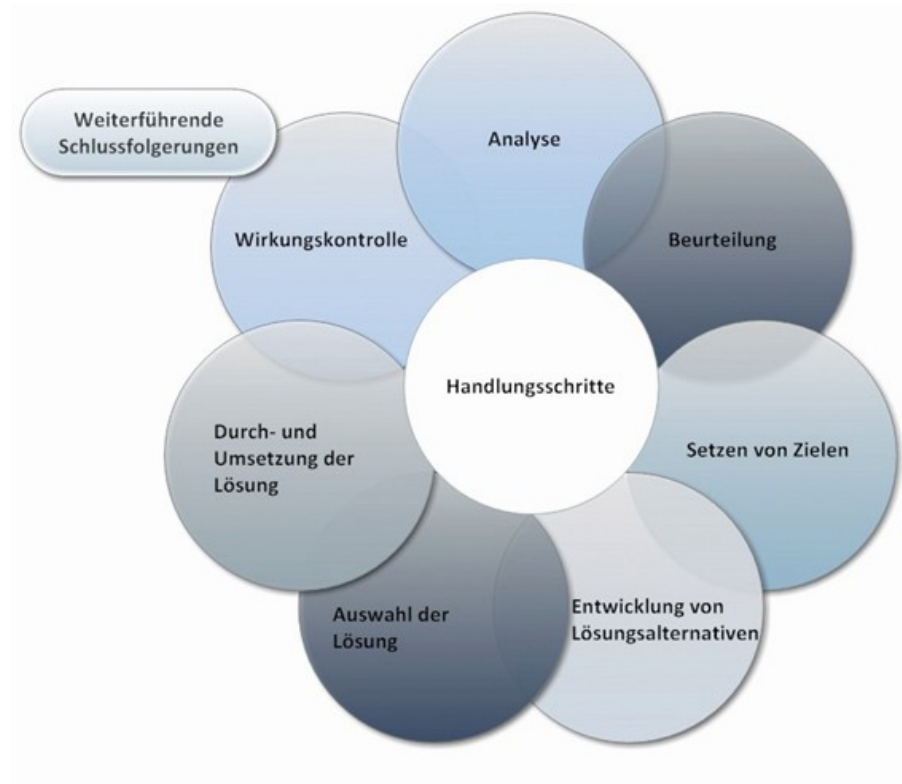 Weiterführende
Schlussfolgerungen
Analyse
Beurteilung
Setzen von Zielen
Entwicklung von
Lösungsalternativen
Auswahl der
Lösung
Durch- und
Umsetzung der
Lösung
Wirkungskontrolle
Handlungsschritte